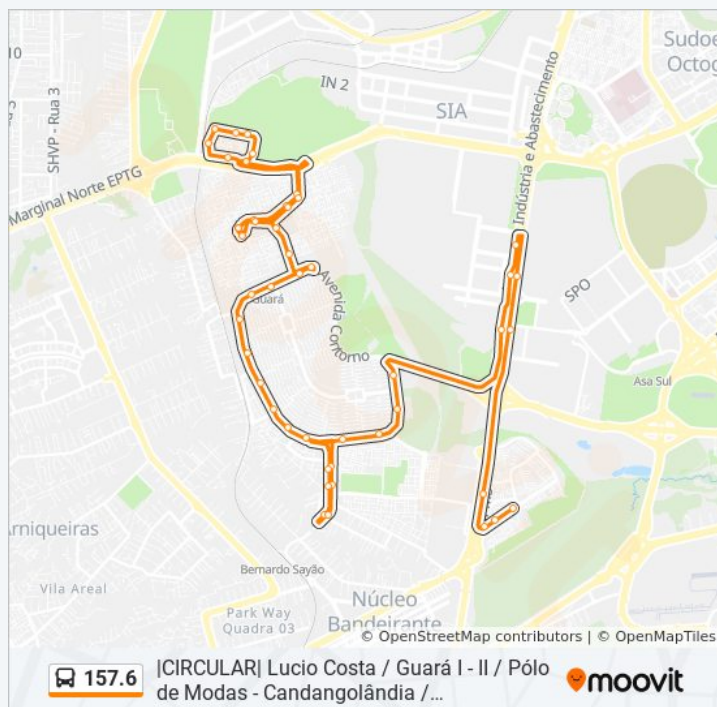 Sudoe
Octog
10
IN 2
SHVP - Rua 3
SIA
Indústria e Abastecimento
Marginal Norte EPTG
SPO
Guará
Avenida Contorno
Asa Sul
Arniqueiras
Bernardo Sayão
Vila Areal
Núcleo
Bandeirante
Park Way
Quadra 03
© OpenStreetMap contributors | © OpenMapTiles
157.6
|CIRCULAR| Lucio Costa / Guará I - II / Pólo
de Modas - Candangolândia /…
moovit